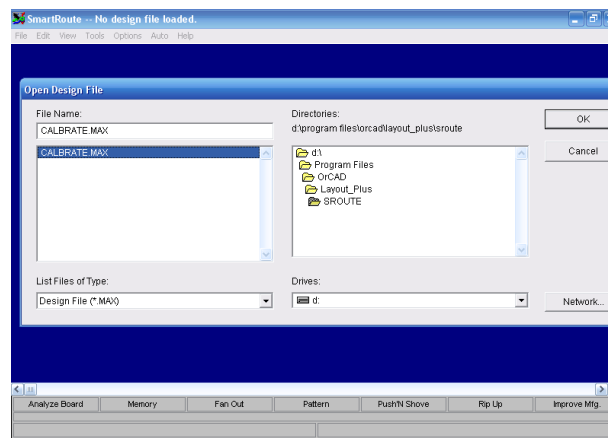 SmartRoute -- No design file loaded.
File Edit View Tools Options Auto Help
Open Design File
File Name:
CALBRATE.MAX
CALBRATE.MAX
Directories:
d:\program files\orcad\layout_plus\sroute
d:\
Program Files
OrCAD
Layout_Plus
SROUTE
OK
Cancel
List Files of Type:
Design File (*.MAX)
Drives:
d:
Network...
Analyze Board Memory Fan Out Pattern Push'N Shove Rip Up Improve Mfg.